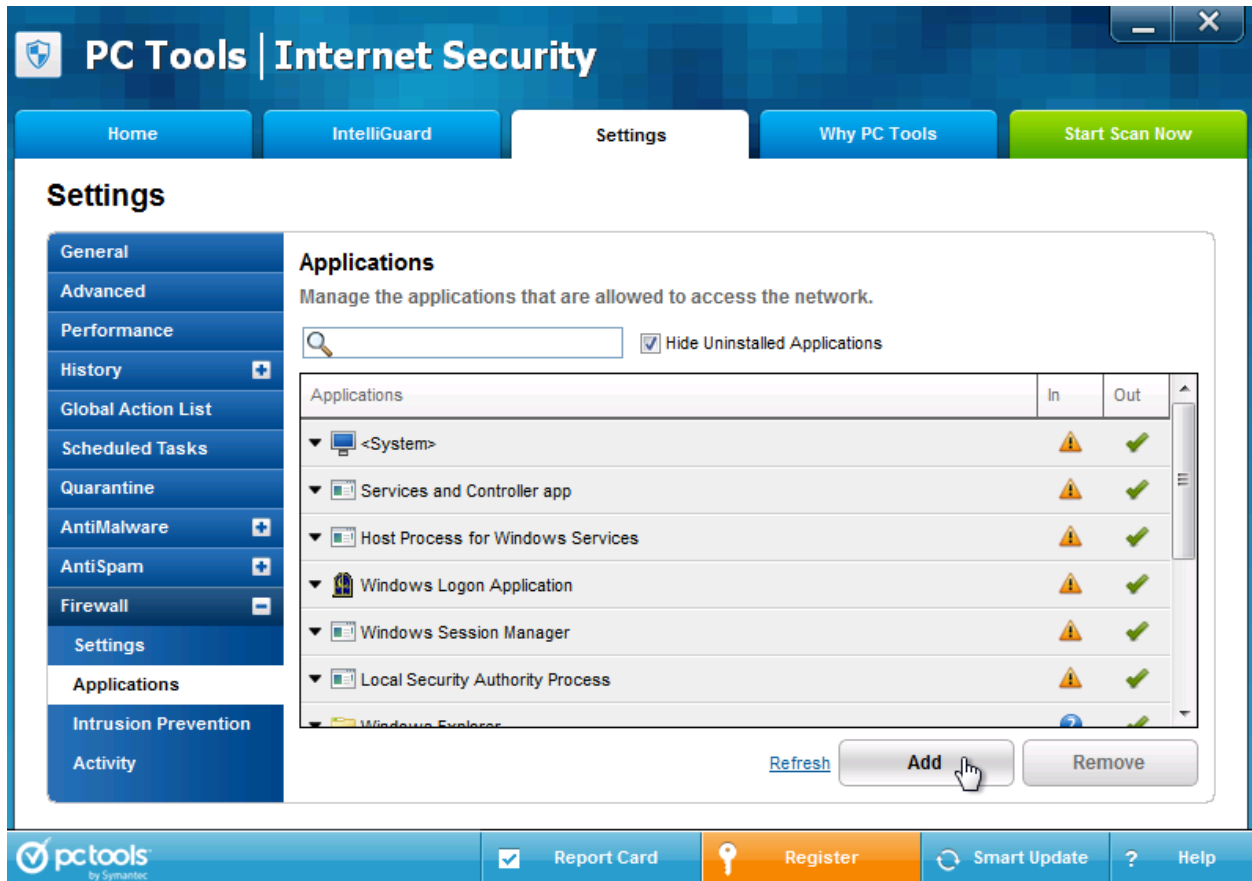 PC Tools | Internet Security
Home
IntelliGuard
Settings
Why PC Tools
Start Scan Now
Settings
General
Advanced
Performance
History
Global Action List
Scheduled Tasks
Quarantine
AntiMalware
AntiSpam
Firewall
Settings
Applications
Intrusion Prevention
Activity
Applications
Manage the applications that are allowed to access the network.
Hide Uninstalled Applications
Applications In Out
<System>
Services and Controller app
Host Process for Windows Services
Windows Logon Application
Windows Session Manager
Local Security Authority Process
Windows Explorer
Refresh
Add
Remove
pctools
by Symantec
Report Card
Register
Smart Update
? Help